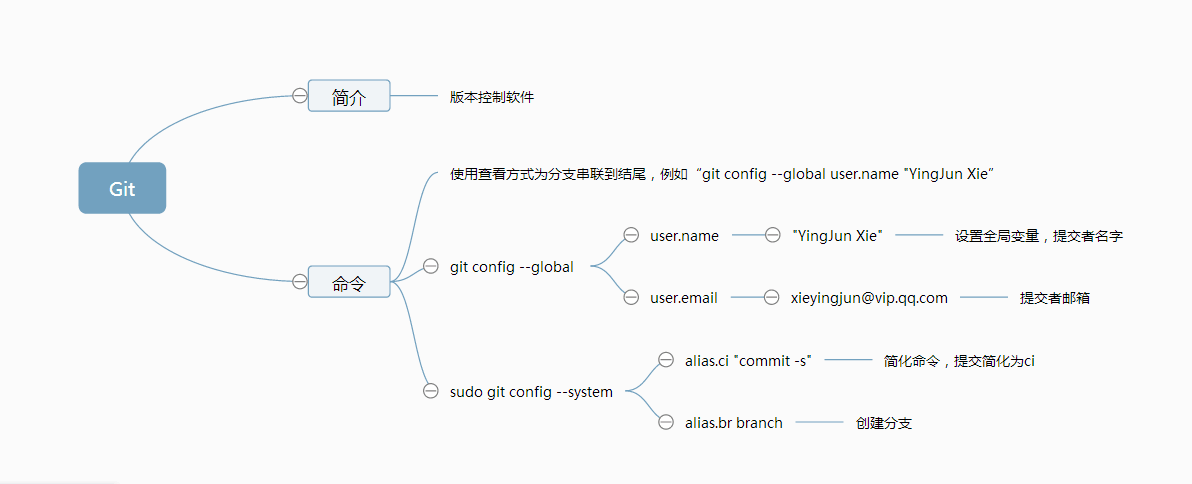 Git
简介
版本控制软件
命令
使用查看方式为分支串联到结尾，例如“git config --global user.name "YingJun Xie”
git config --global
user.name
"YingJun Xie"
设置全局变量，提交者名字
user.email
xieyingjun@vip.qq.com
提交者邮箱
sudo git config --system
alias.ci "commit -s"
简化命令，提交简化为ci
alias.br branch
创建分支